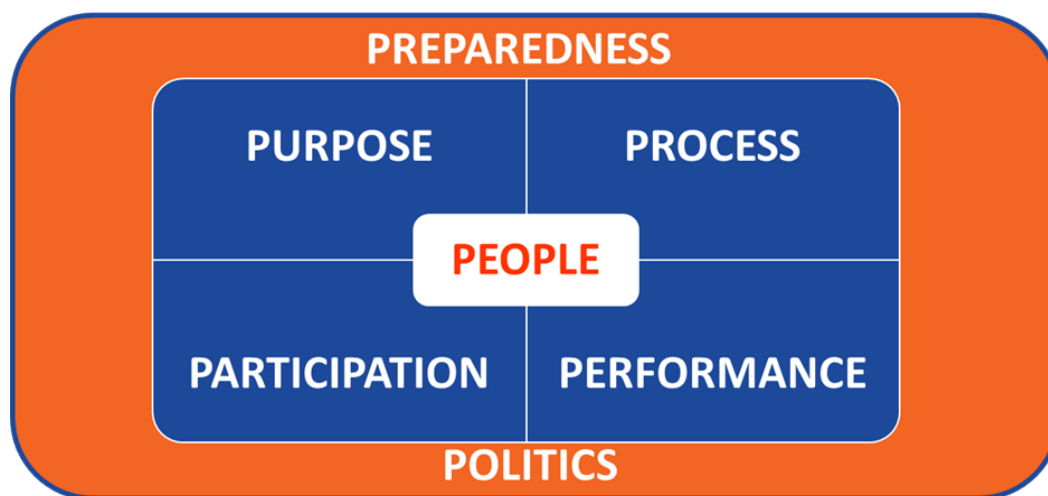 PREPAREDNESS
PURPOSE
PROCESS
PEOPLE
PARTICIPATION
PERFORMANCE
POLITICS